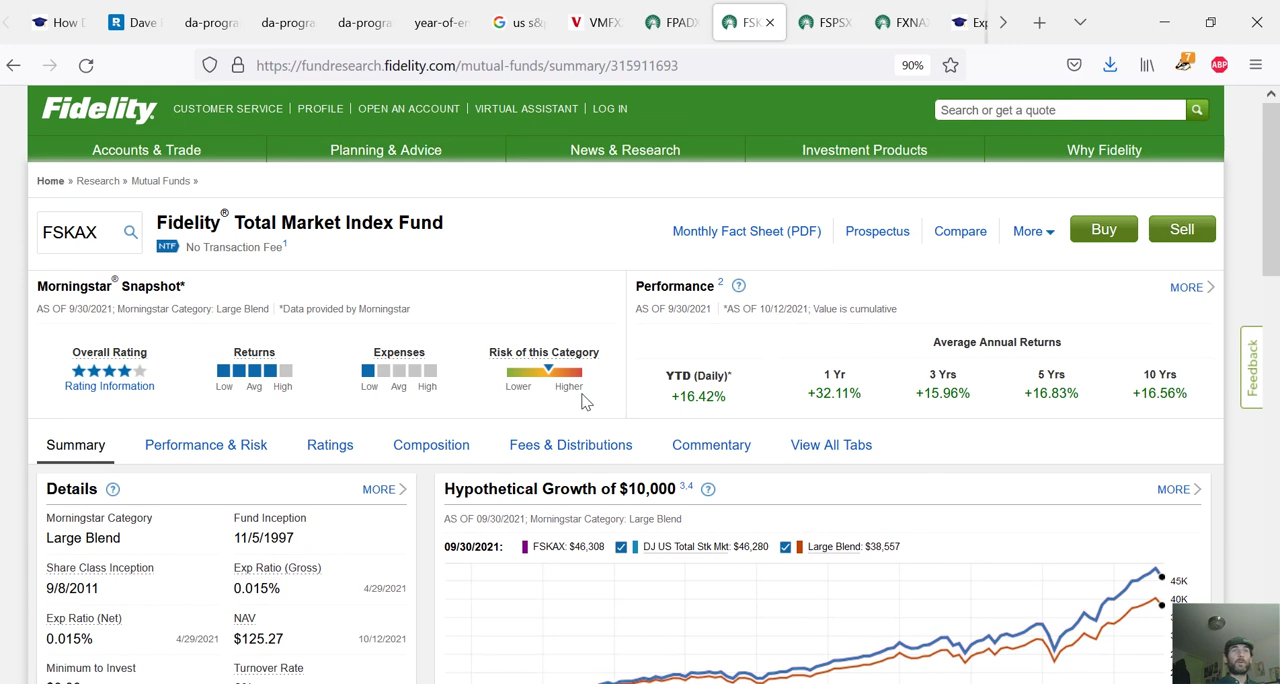 How
Dave
da-progra
da-progra
da-progra
year-of-en
us s&
VMFX
FPADX
FSK
FSPSX
FXNA
Exp
https://fundresearch.fidelity.com/mutual-funds/summary/315911693
90%
7
ABP
Fidelity
CUSTOMER SERVICE | PROFILE | OPEN AN ACCOUNT | VIRTUAL ASSISTANT | LOG IN
Search or get a quote
Accounts & Trade
Planning & Advice
News & Research
Investment Products
Why Fidelity
Home » Research » Mutual Funds »
FSKAX
Fidelity® Total Market Index Fund
NTF No Transaction Fee1
Monthly Fact Sheet (PDF)
Prospectus
Compare
More
Buy
Sell
Morningstar® Snapshot*
AS OF 9/30/2021; Morningstar Category: Large Blend | *Data provided by Morningstar
Overall Rating
Rating Information
Returns
Low Avg High
Expenses
Low Avg High
Risk of this Category
Lower Higher
Performance 2 ?
MORE
AS OF 9/30/2021 | *AS OF 10/12/2021; Value is cumulative
Average Annual Returns
YTD (Daly)* 1 Yr 3 Yrs 5 Yrs 10 Yrs
+16.42% +32.11% +15.96% +16.83% +16.56%
Feedback
Summary
Performance & Risk
Ratings
Composition
Fees & Distributions
Commentary
View All Tabs
Details ?
MORE
Morningstar Category
Large Blend
Fund Inception
11/5/1997
Share Class Inception
9/8/2011
Exp Ratio (Gross)
0.015% 4/29/2021
Exp Ratio (Net)
0.015% 4/29/2021
NAV
$125.27 10/12/2021
Minimum to Invest
Turnover Rate
Hypothetical Growth of $10,000 3,4 ?
MORE
AS OF 09/30/2021; Morningstar Category: Large Blend
09/30/2021: FSKAX: $46,308 DJ US Total Stk Mkt: $46,280 Large Blend: $38,557
45K
40K